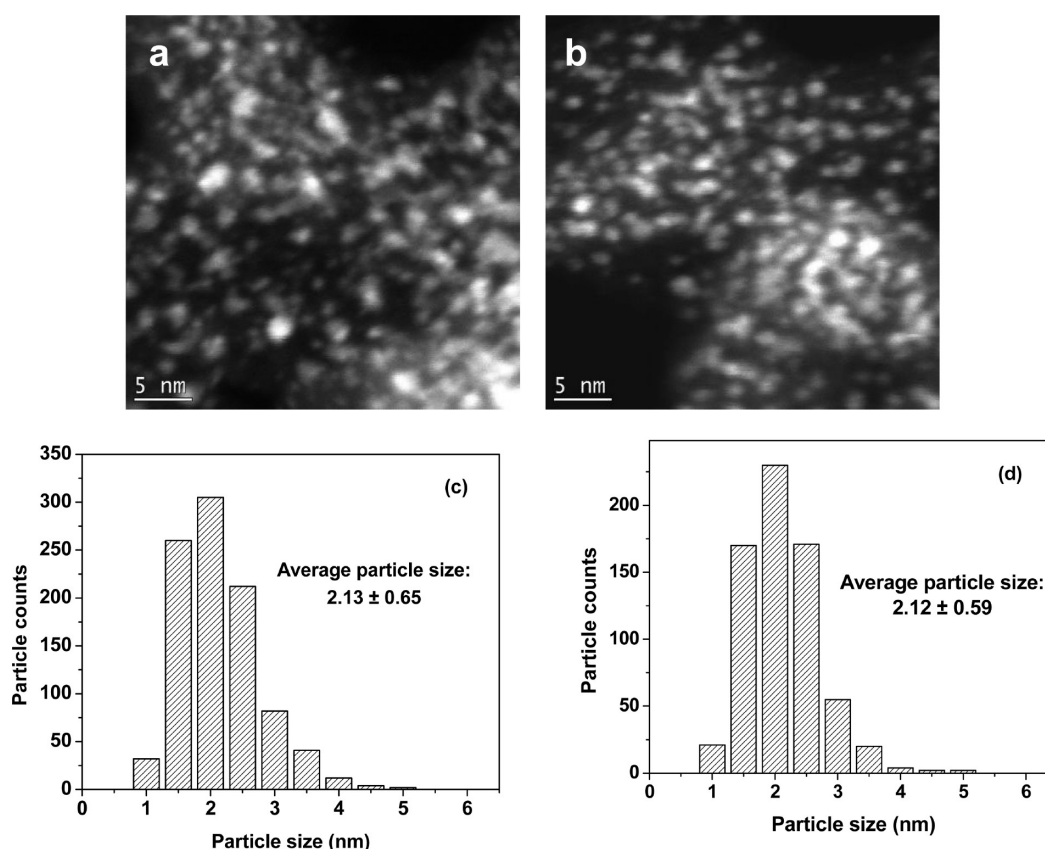 a
b
5 nm
5 nm
350
300
250
200
150
100
50
0
Particle counts
(c)
Average particle size:
2.13 ± 0.65
0 1 2 3 4 5 6
Particle size (nm)
200
150
100
50
0
Particle counts
(d)
Average particle size:
2.12 ± 0.59
0 1 2 3 4 5 6
Particle size (nm)